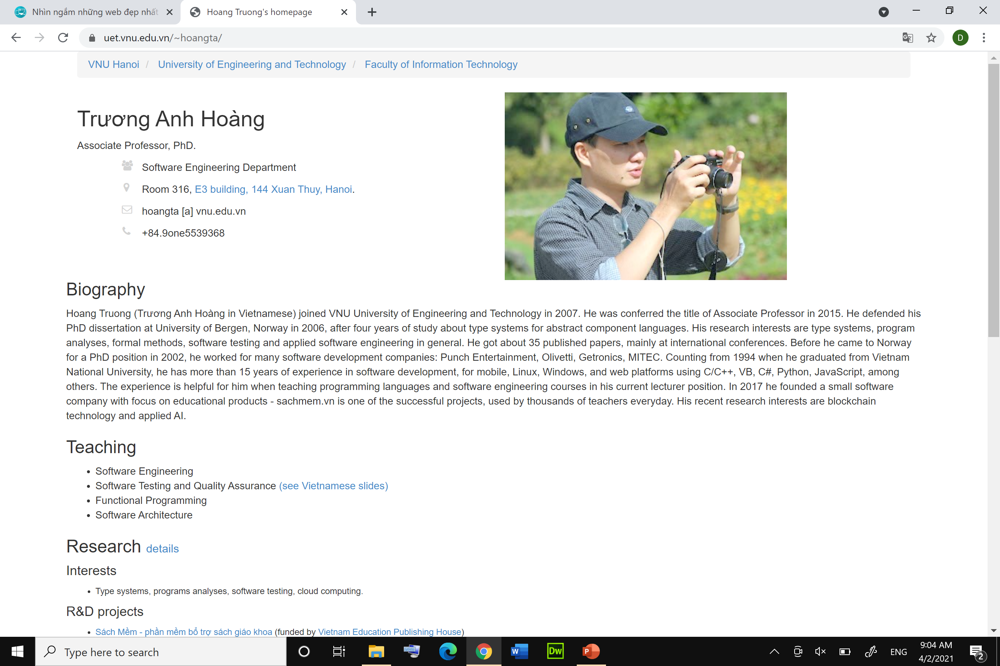 Nhìn ngắm những web đẹp nhất
Hoang Truong's homepage
uet.vnu.edu.vn/~hoangta/
D
VNU Hanoi / University of Engineering and Technology / Faculty of Information Technology
Trương Anh Hoàng
Associate Professor, PhD.
Software Engineering Department
Room 316, E3 building, 144 Xuan Thuy, Hanoi.
hoangta [a] vnu.edu.vn
+84.9one5539368
Biography
Hoang Truong (Trương Anh Hoàng in Vietnamese) joined VNU University of Engineering and Technology in 2007. He was conferred the title of Associate Professor in 2015. He defended his
PhD dissertation at University of Bergen, Norway in 2006, after four years of study about type systems for abstract component languages. His research interests are type systems, program
analyses, formal methods, software testing and applied software engineering in general. He got about 35 published papers, mainly at international conferences. Before he came to Norway
for a PhD position in 2002, he worked for many software development companies: Punch Entertainment, Olivetti, Getronics, MITEC. Counting from 1994 when he graduated from Vietnam
National University, he has more than 15 years of experience in software development, for mobile, Linux, Windows, and web platforms using C/C++, VB, C#, Python, JavaScript, among
others. The experience is helpful for him when teaching programming languages and software engineering courses in his current lecturer position. In 2017 he founded a small software
company with focus on educational products - sachmem.vn is one of the successful projects, used by thousands of teachers everyday. His recent research interests are blockchain
technology and applied AI.
Teaching
• Software Engineering
• Software Testing and Quality Assurance (see Vietnamese slides)
• Functional Programming
• Software Architecture
Research details
Interests
• Type systems, programs analyses, software testing, cloud computing.
R&D projects
• Sách Mềm - phần mềm bổ trợ sách giáo khoa (funded by Vietnam Education Publishing House)
Type here to search
W
Dw
P
ENG
9:04 AM
4/2/2021
2